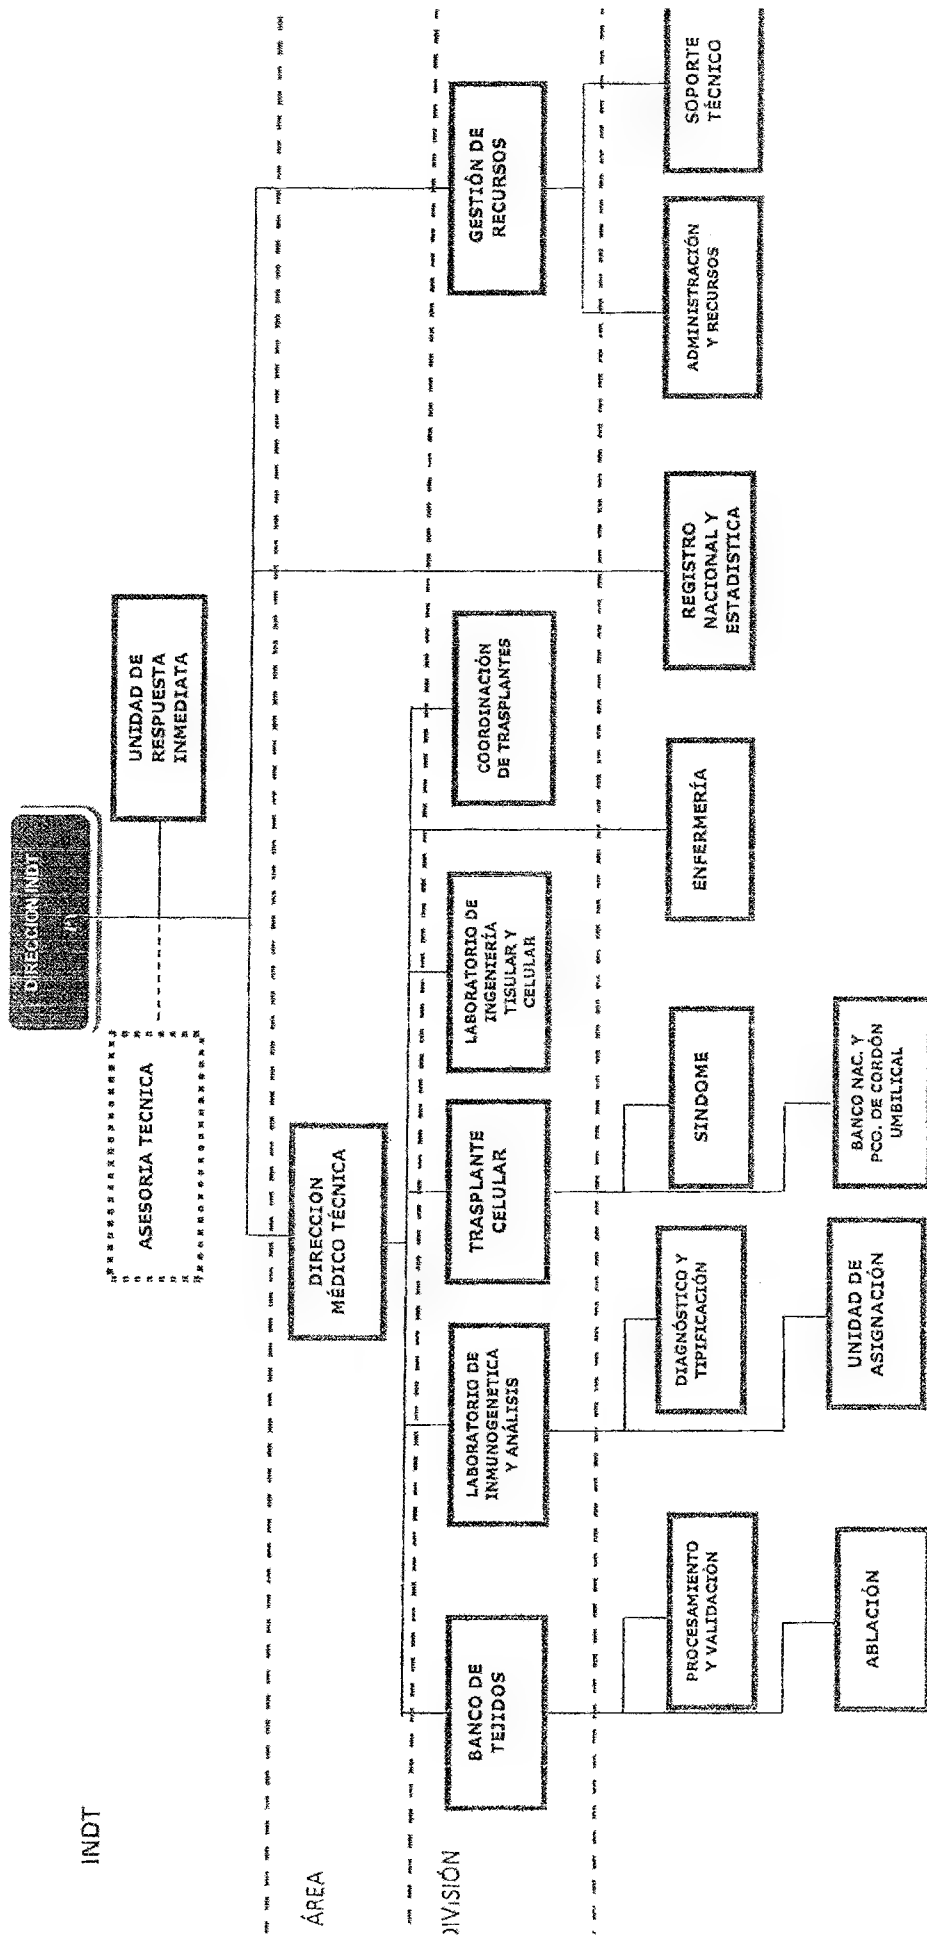 INDT
DIRECCION INDT
ASESORIA TECNICA
UNIDAD DE
RESPUESTA
INMEDIATA
ÁREA
DIRECCION
MÉDICO TÉCNICA
DIVISIÓN
BANCO DE
TEJIDOS
LABORATORIO DE
INMUNOGENETICA
Y ANÁLISIS
TRASPLANTE
CELULAR
LABORATORIO DE
INGENIERÍA
TISULAR Y
CELULAR
COORDINACIÓN
DE TRASPLANTES
GESTIÓN DE
RECURSOS
PROCESAMIENTO
Y VALIDACIÓN
DIAGNÓSTICO Y
TIPIFICACIÓN
SINDOME
ENFERMERÍA
REGISTRO
NACIONAL Y
ESTADISTICA
ADMINISTRACIÓN
Y RECURSOS
SOPORTE
TÉCNICO
ABLACIÓN
UNIDAD DE
ASIGNACIÓN
BANCO NAC. Y
PCO. DE CORDÓN
UMBILICAL